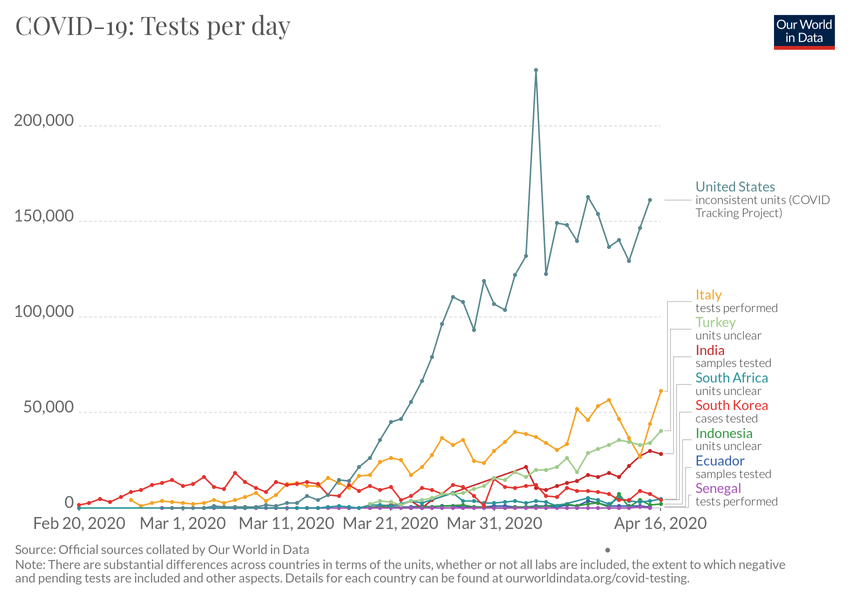 COVID-19: Tests per day
Our World
in Data
200,000
150,000
100,000
50,000
0
United States
inconsistent units (COVID
Tracking Project)
Italy
tests performed
Turkey
units unclear
India
samples tested
South Africa
units unclear
South Korea
cases tested
Indonesia
units unclear
Ecuador
samples tested
Senegal
tests performed
Feb 20, 2020
Mar 1, 2020
Mar 11, 2020
Mar 21, 2020
Mar 31, 2020
Apr 16, 2020
Source: Official sources collated by Our World in Data
Note: There are substantial differences across countries in terms of the units, whether or not all labs are included, the extent to which negative
and pending tests are included and other aspects. Details for each country can be found at ourworldindata.org/covid-testing.